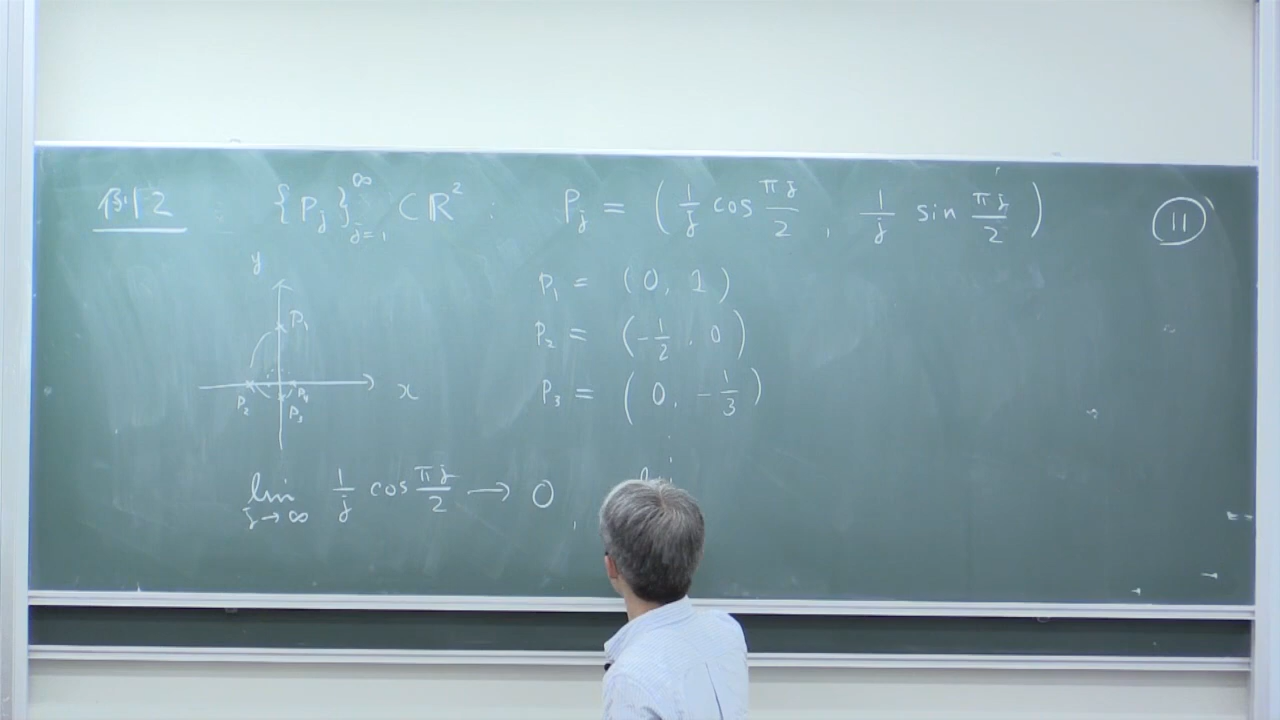 例2 {P_j}_{j=1}^∞ ⊂ ℝ² : P_j = (1/j cos πj/2, 1/j sin πj/2) ⑪
y
P₁
x
P₂ P₄
P₃
P₁ = (0, 1)
P₂ = (-1/2, 0)
P₃ = (0, -1/3)
lim_{j→∞} 1/j cos πj/2 → 0 ,